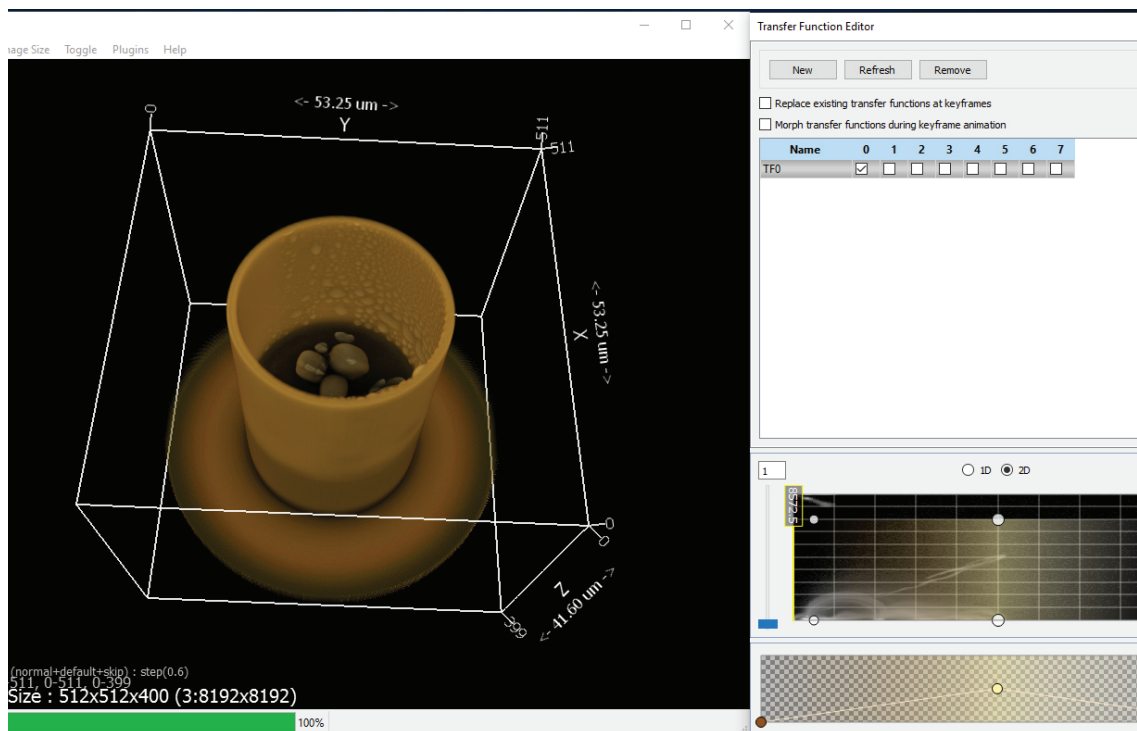 Transfer Function Editor
Image Size Toggle Plugins Help
New Refresh Remove
Replace existing transfer functions at keyframes
Morph transfer functions during keyframe animation
Name 0 1 2 3 4 5 6 7
TF0
0
<- 53.25 um ->
Y
511
511
<- 53.25 um ->
X
0
0
Z
<- 41.60 um ->
399
(normal+default+skip) : step(0.6)
511, 0-511, 0-399
Size : 512x512x400 (3:8192x8192)
100%
1
1D 2D
8572.5